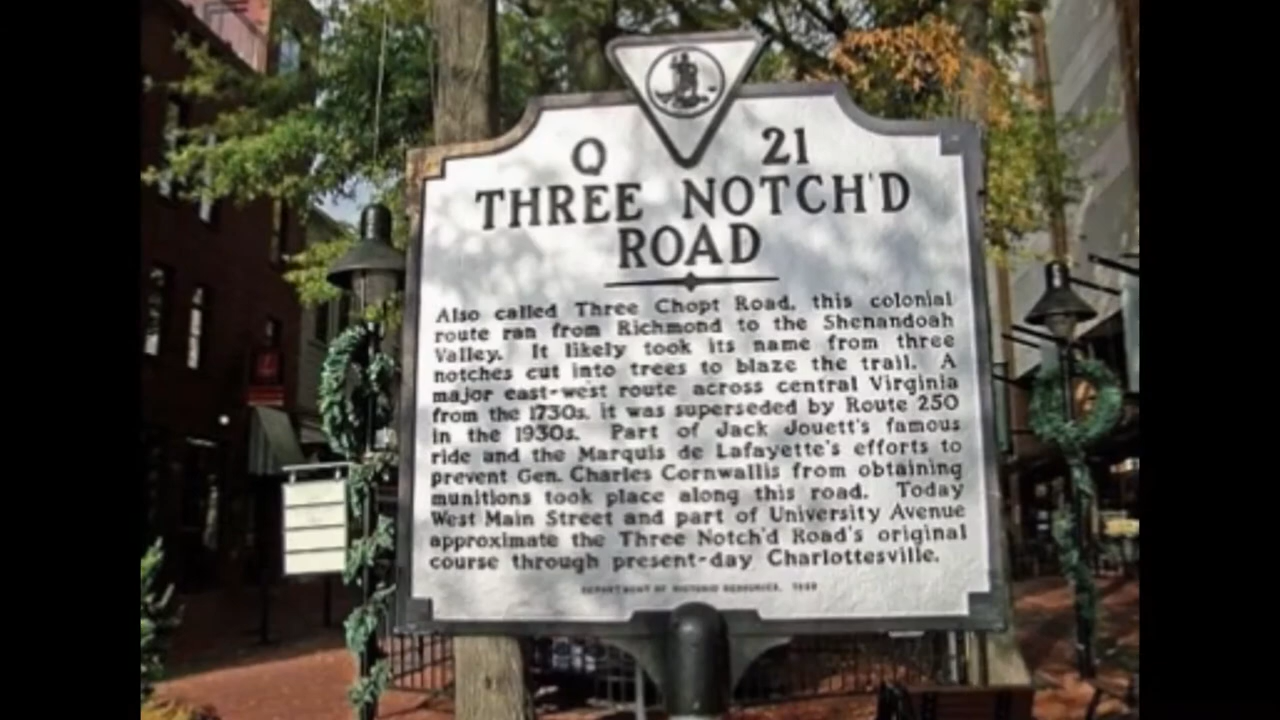 Q 21
THREE NOTCH'D
ROAD
Also called Three Chopt Road, this colonial
route ran from Richmond to the Shenandoah
Valley. It likely took its name from three
notches cut into trees to blaze the trail. A
major east-west route across central Virginia
from the 1730s, it was superseded by Route 250
in the 1930s. Part of Jack Jouett's famous
ride and the Marquis de Lafayette's efforts to
prevent Gen. Charles Cornwallis from obtaining
munitions took place along this road. Today
West Main Street and part of University Avenue
approximate the Three Notch'd Road's original
course through present-day Charlottesville.
DEPARTMENT OF HISTORIC RESOURCES,